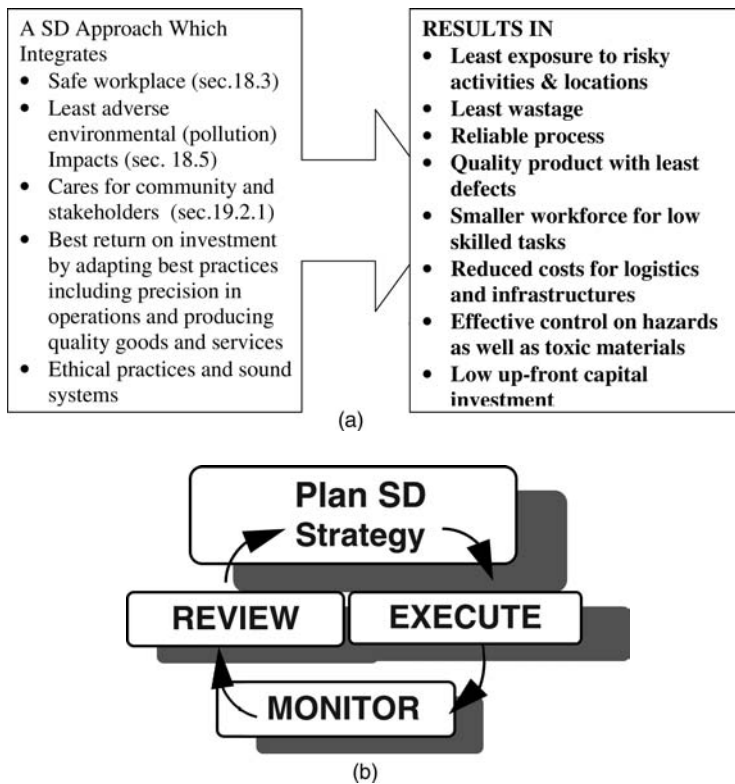 A SD Approach Which
Integrates
• Safe workplace (sec.18.3)
• Least adverse
environmental (pollution)
Impacts (sec. 18.5)
• Cares for community and
stakeholders (sec.19.2.1)
• Best return on investment
by adapting best practices
including precision in
operations and producing
quality goods and services
• Ethical practices and sound
systems
RESULTS IN
• Least exposure to risky
activities & locations
• Least wastage
• Reliable process
• Quality product with least
defects
• Smaller workforce for low
skilled tasks
• Reduced costs for logistics
and infrastructures
• Effective control on hazards
as well as toxic materials
• Low up-front capital
investment
(a)
Plan SD
Strategy
REVIEW
EXECUTE
MONITOR
(b)